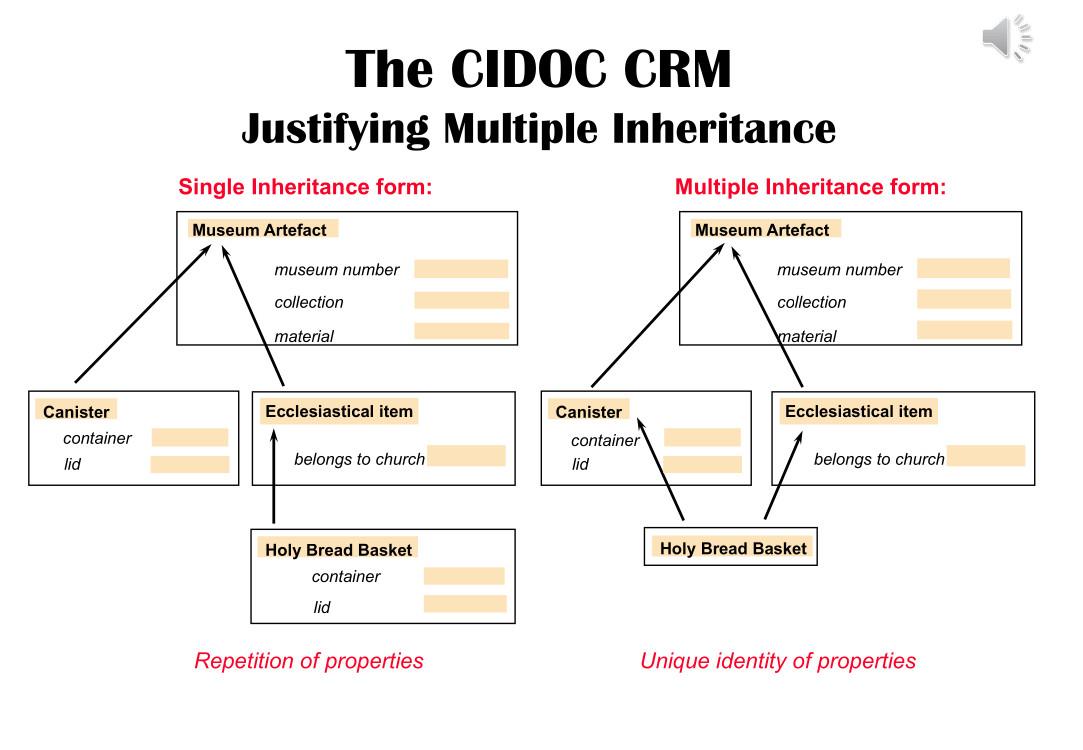 The CIDOC CRM
Justifying Multiple Inheritance
Single Inheritance form:
Museum Artefact
museum number
collection
material
Canister
container
lid
Ecclesiastical item
belongs to church
Holy Bread Basket
container
lid
Repetition of properties
Multiple Inheritance form:
Museum Artefact
museum number
collection
material
Canister
container
lid
Ecclesiastical item
belongs to church
Holy Bread Basket
Unique identity of properties